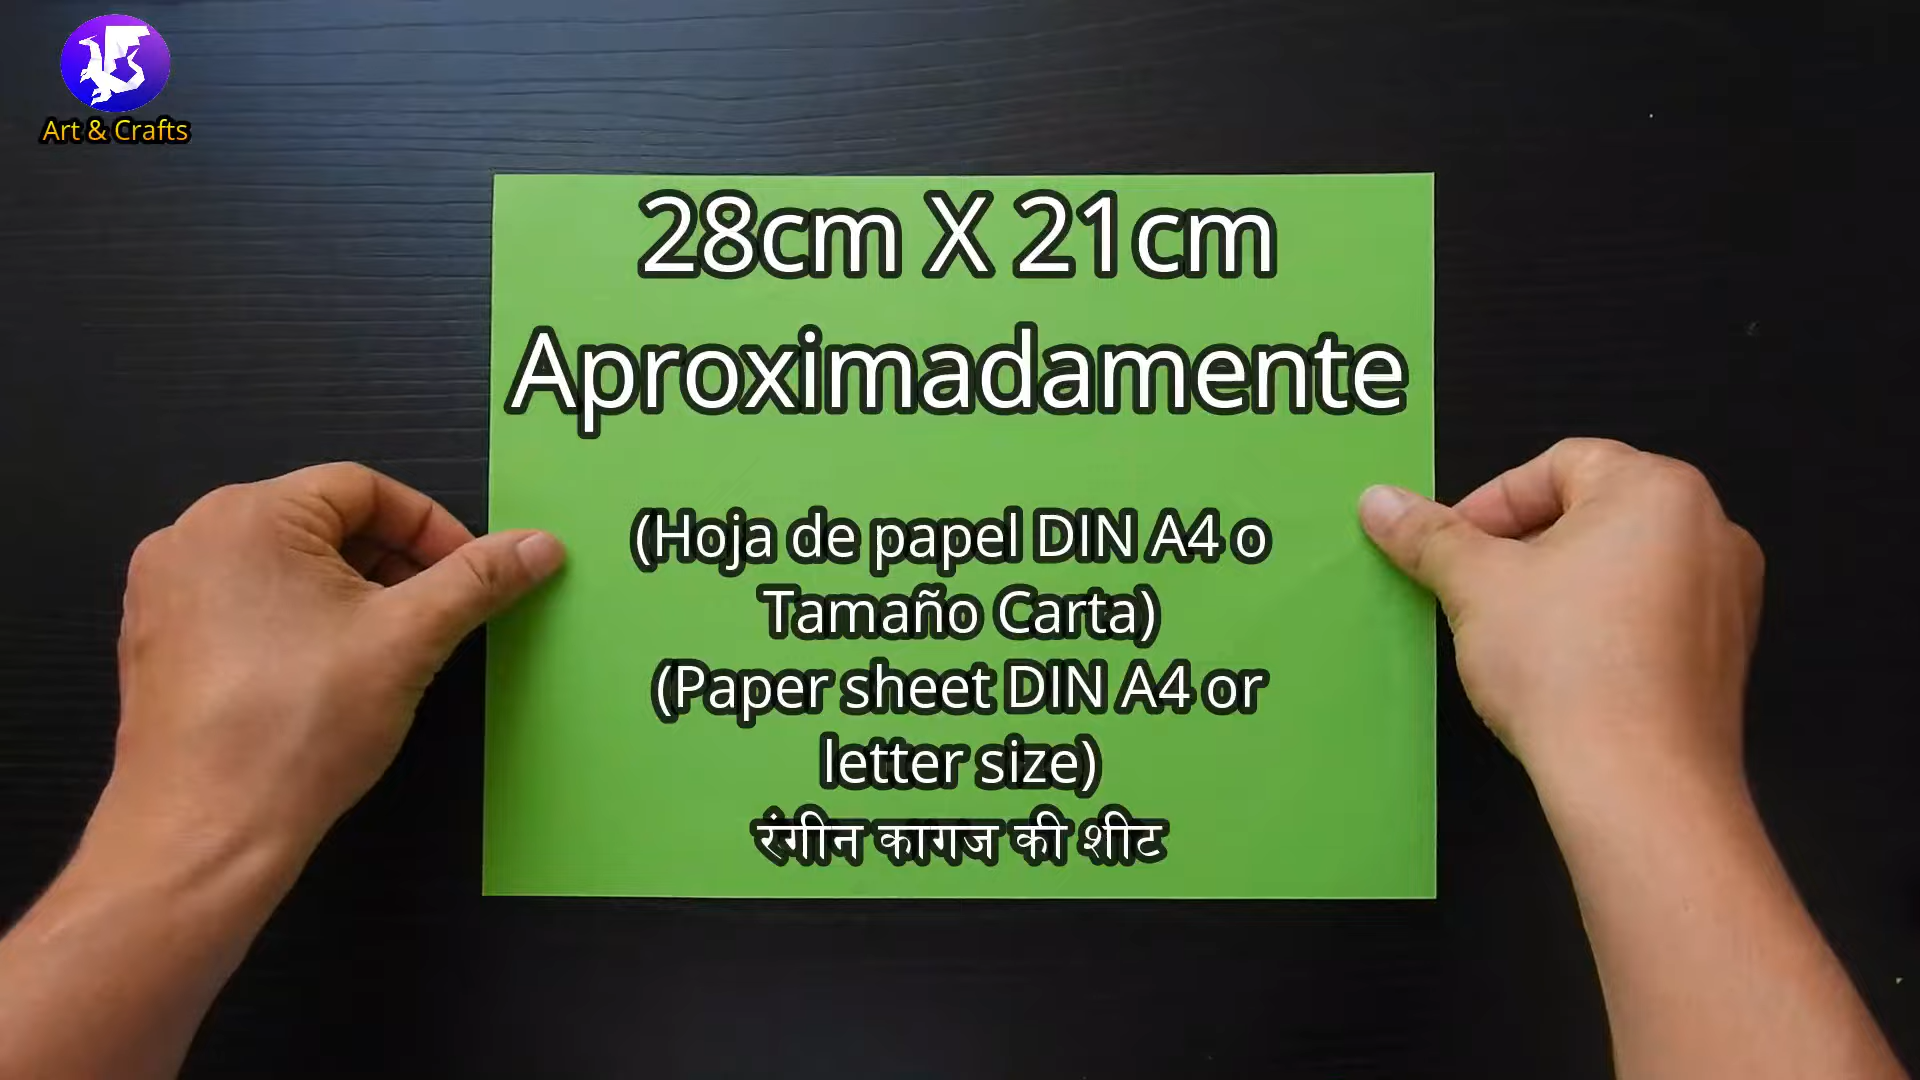 Art & Crafts
28cm X 21cm
Aproximadamente
(Hoja de papel DIN A4 o
Tamaño Carta)
(Paper sheet DIN A4 or
letter size)
रंगीन कागज की शीट